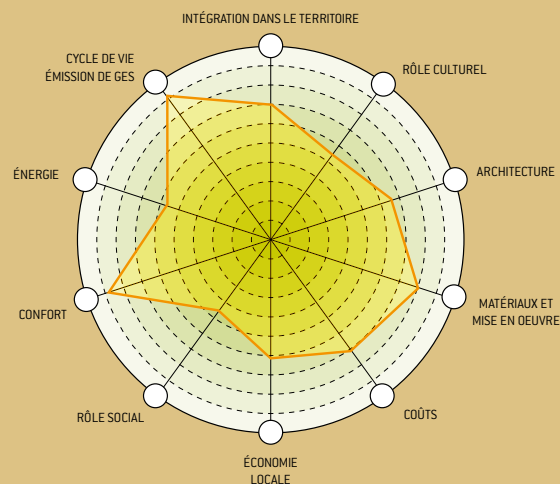 INTÉGRATION DANS LE TERRITOIRE
RÔLE CULTUREL
ARCHITECTURE
MATÉRIAUX ET
MISE EN OEUVRE
COÛTS
ÉCONOMIE
LOCALE
RÔLE SOCIAL
CONFORT
ÉNERGIE
CYCLE DE VIE
ÉMISSION DE GES